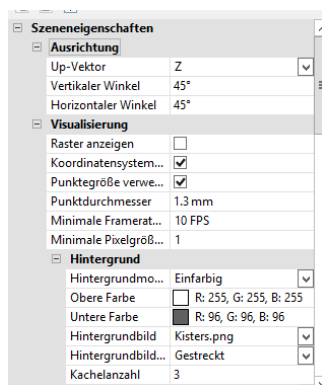 Szeneneigenschaften
Ausrichtung
Up-Vektor Z
Vertikaler Winkel 45°
Horizontaler Winkel 45°
Visualisierung
Raster anzeigen
Koordinatensystem...
Punktegröße verwe...
Punktdurchmesser 1.3 mm
Minimale Framerat... 10 FPS
Minimale Pixelgröß... 1
Hintergrund
Hintergrundmo... Einfarbig
Obere Farbe R: 255, G: 255, B: 255
Untere Farbe R: 96, G: 96, B: 96
Hintergrundbild Kisters.png
Hintergrundbild... Gestreckt
Kachelanzahl 3